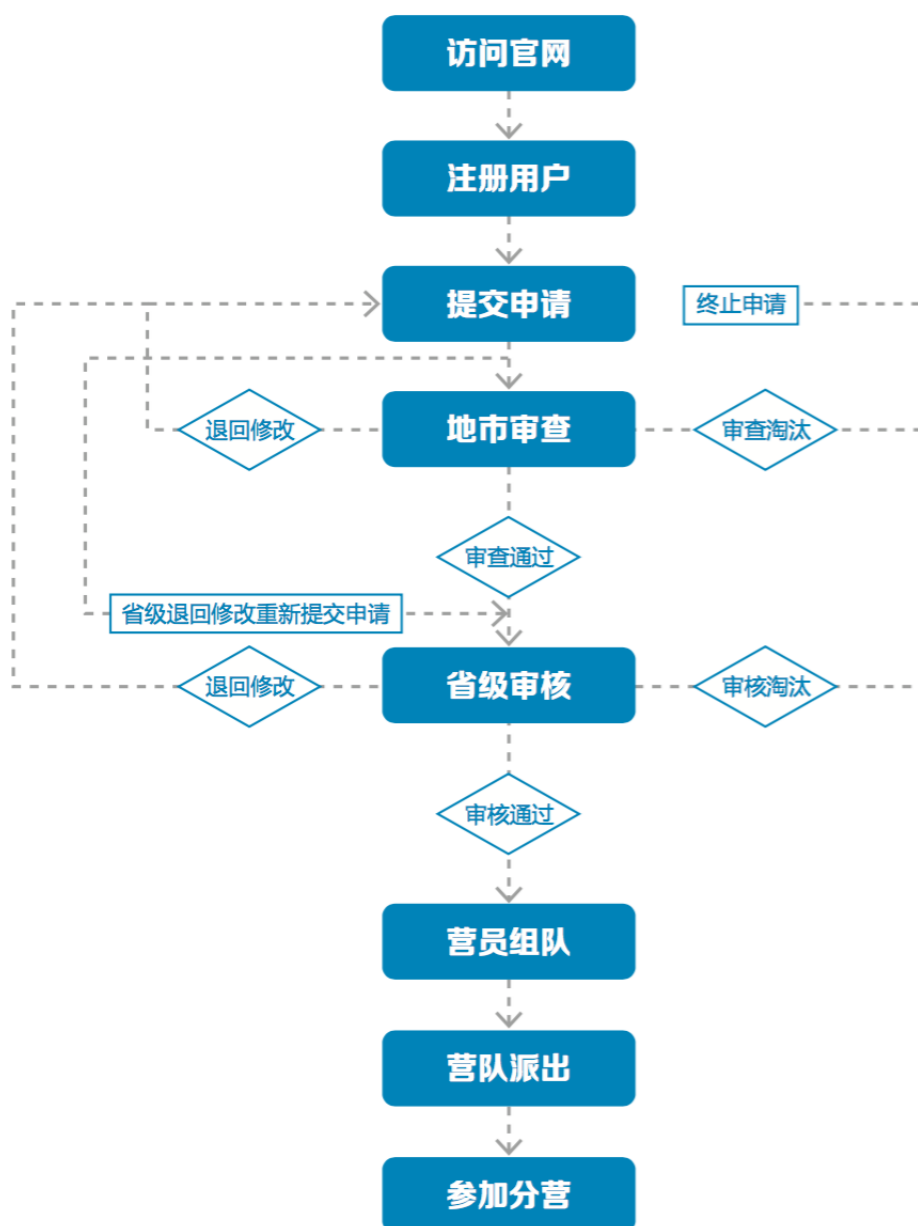 访问官网
注册用户
提交申请
终止申请
退回修改
地市审查
审查淘汰
审查通过
省级退回修改重新提交申请
退回修改
省级审核
审核淘汰
审核通过
营员组队
营队派出
参加分营